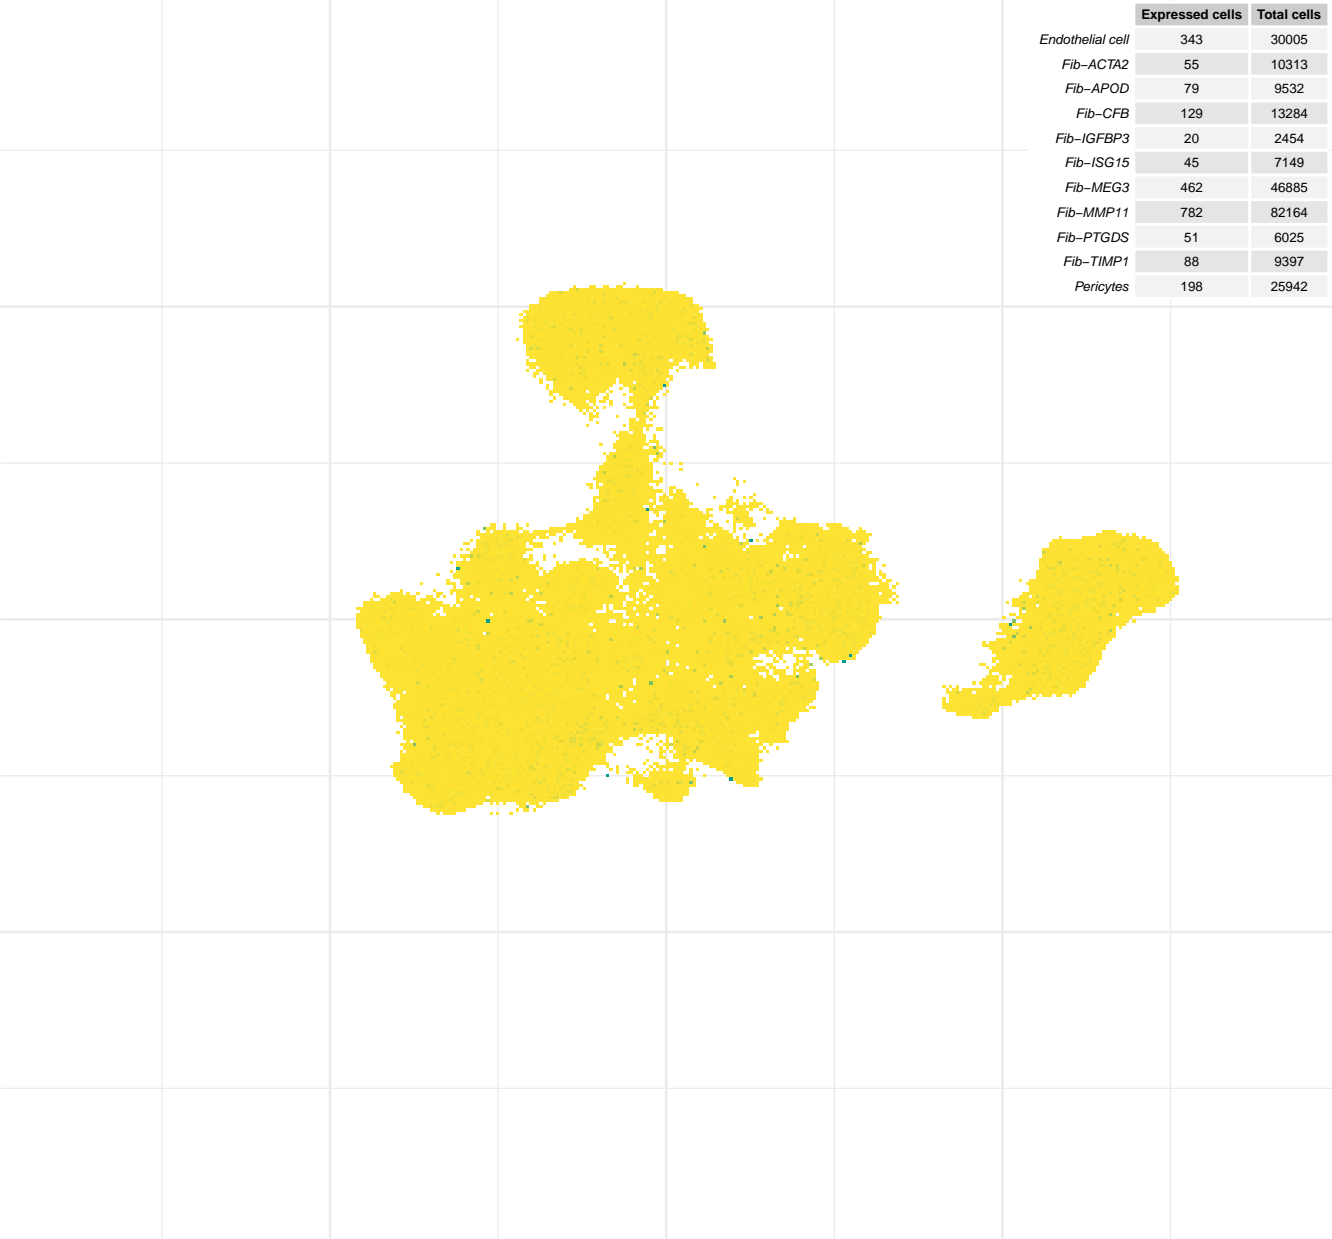 Expressed cells Total cells
Endothelial cell 343 30005
Fib−ACTA2 55 10313
Fib−APOD 79 9532
Fib−CFB 129 13284
Fib−IGFBP3 20 2454
Fib−ISG15 45 7149
Fib−MEG3 462 46885
Fib−MMP11 782 82164
Fib−PTGDS 51 6025
Fib−TIMP1 88 9397
Pericytes 198 25942